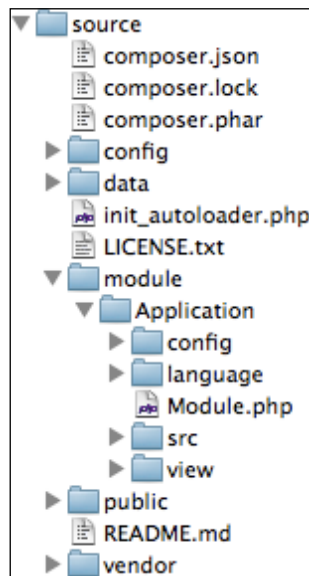 source
composer.json
composer.lock
composer.phar
config
data
init_autoloader.php
LICENSE.txt
module
Application
config
language
Module.php
src
view
public
README.md
vendor